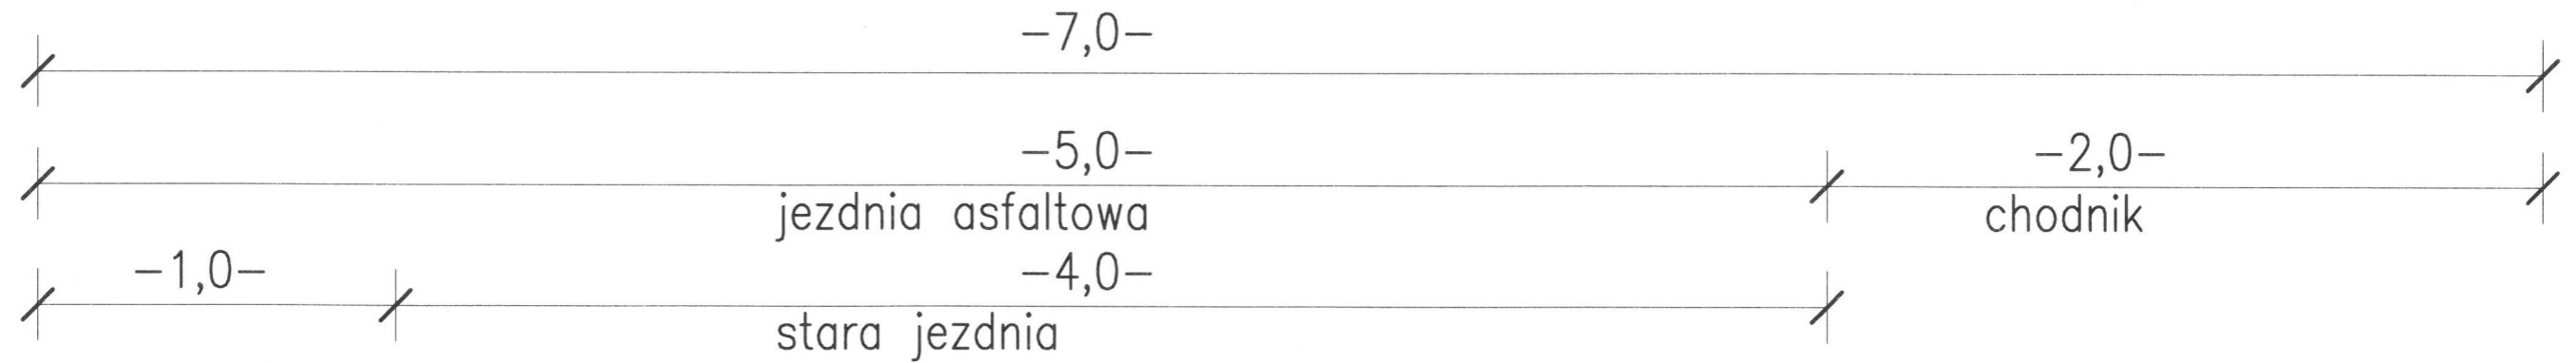 -7,0-
-5,0- -2,0-
jezdnia asfaltowa chodnik
-1,0- -4,0-
stara jezdnia